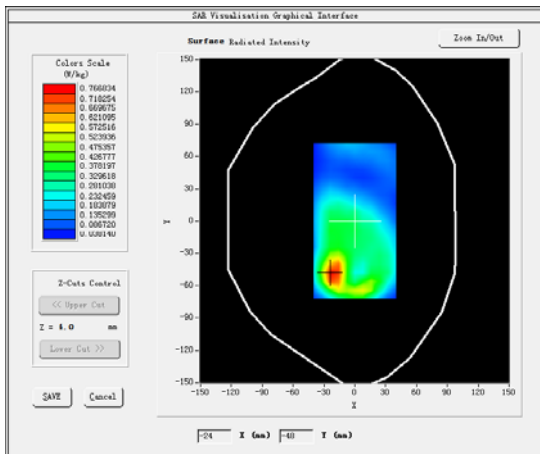 SAR Visualisation Graphical Interface
Surface Radiated Intensity
Zoom In/Out
Colors Scale
(W/kg)
0.766834
0.718254
0.669675
0.621095
0.572516
0.523936
0.475357
0.426777
0.378197
0.329618
0.281038
0.232459
0.183879
0.135299
0.086720
0.038140
150
120
90
60
30
0
-30
-60
-90
-120
-150
Y
-150 -120 -90 -60 -30 0 30 60 90 120 150
X
Z-Cuts Control
<< Upper Cut
Z = 4.0 mm
Lower Cut >>
SAVE Cancel
-24 X (mm) -48 Y (mm)